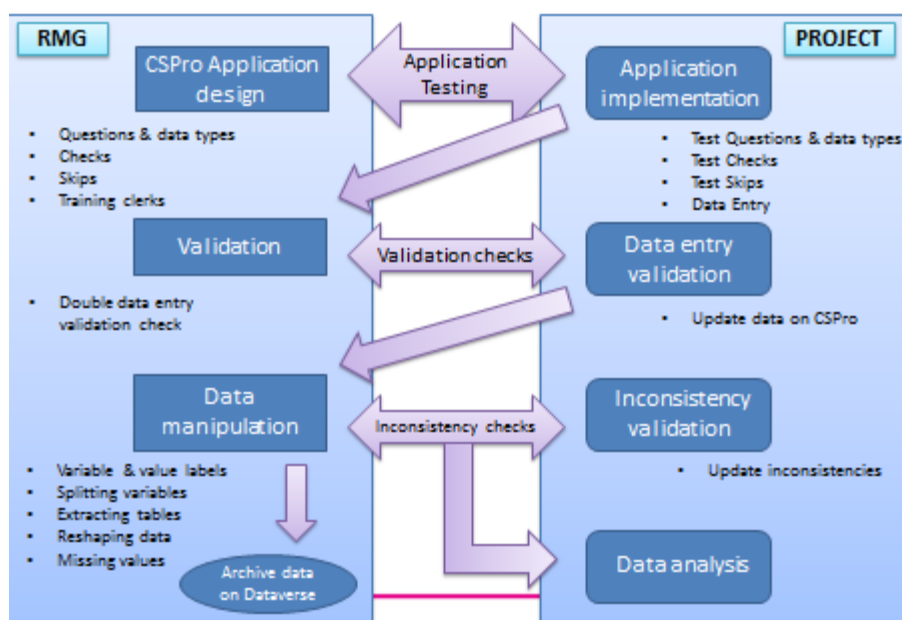 RMG
PROJECT
CSPro Application
design
Application
Testing
Application
implementation
• Questions & data types
• Checks
• Skips
• Training clerks
• Test Questions & data types
• Test Checks
• Test Skips
• Data Entry
Validation
Validation checks
Data entry
validation
• Double data entry
validation check
• Update data on CSPro
Data
manipulation
Inconsistency checks
Inconsistency
validation
• Variable & value labels
• Splitting variables
• Extracting tables
• Reshaping data
• Missing values
• Update inconsistencies
Archive data
on Dataverse
Data analysis